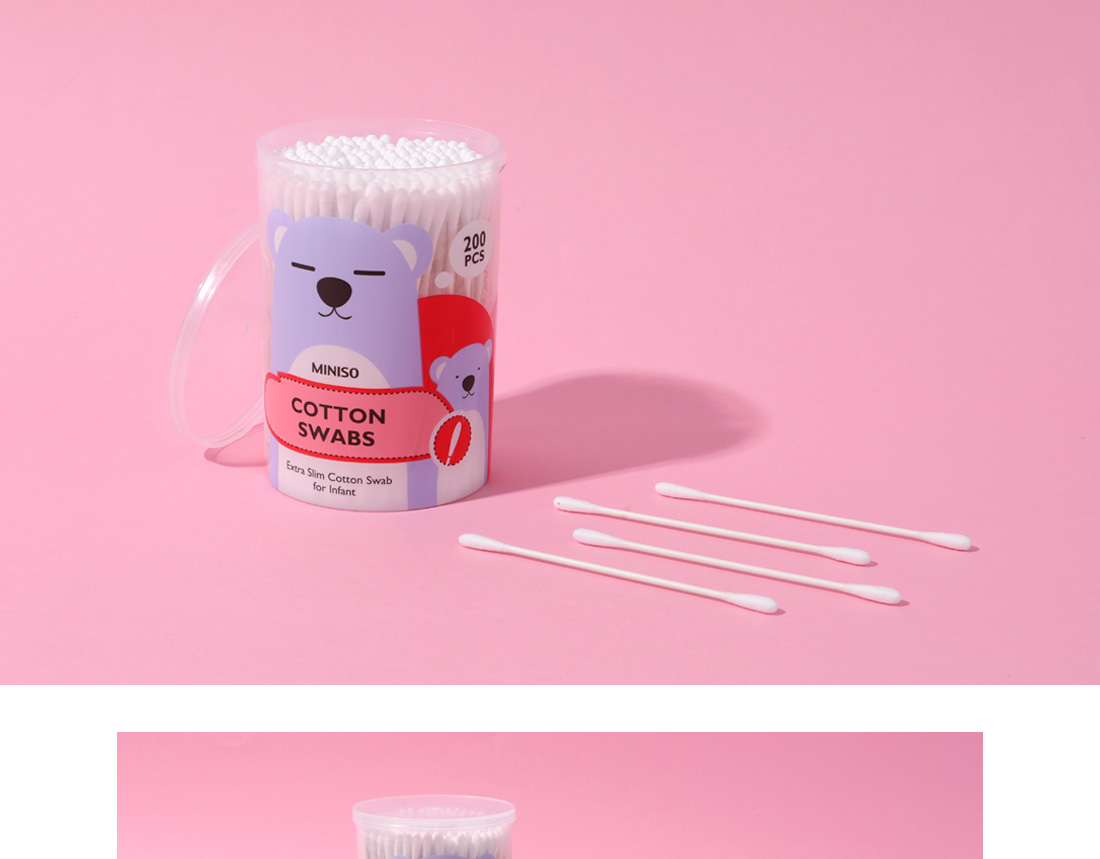 200
PCS
MINISO
COTTON
SWABS
Extra Slim Cotton Swab
for Infant